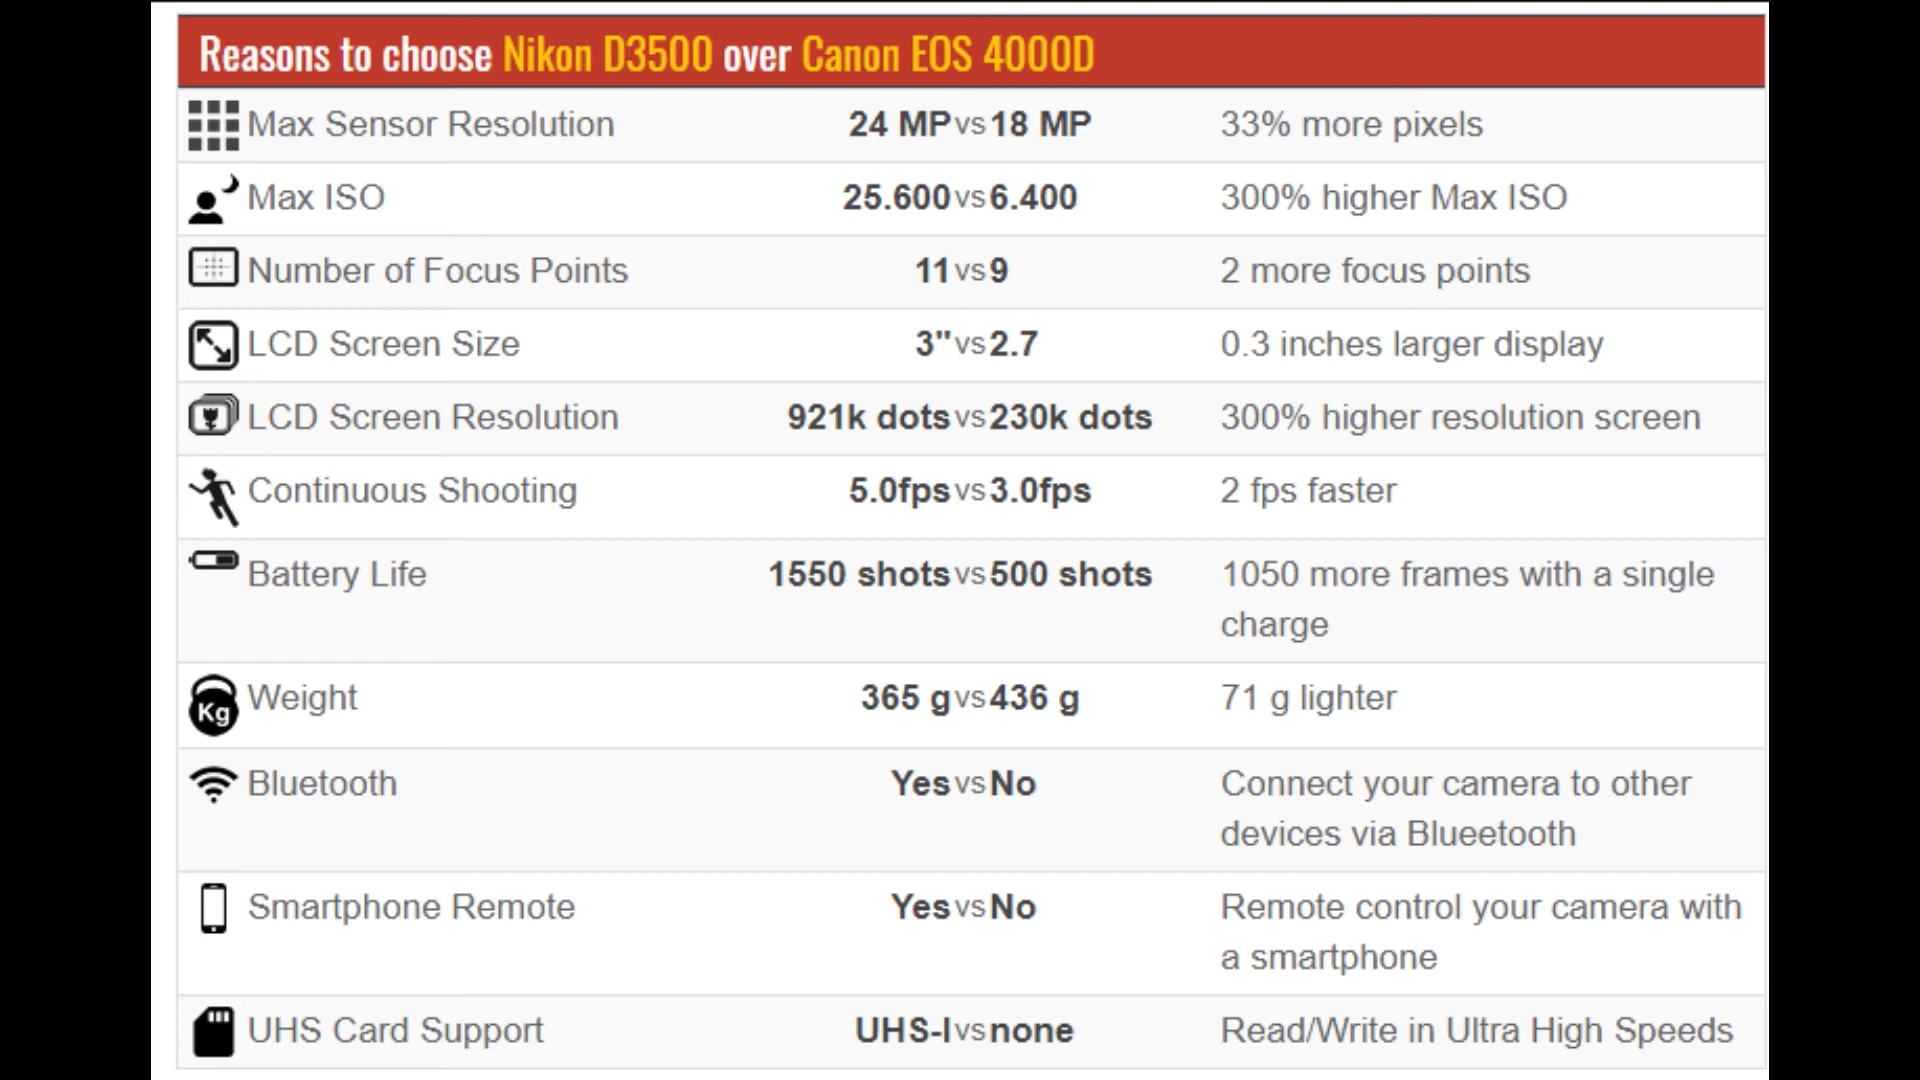 Reasons to choose Nikon D3500 over Canon EOS 4000D
Max Sensor Resolution 24 MP vs 18 MP 33% more pixels
Max ISO 25.600 vs 6.400 300% higher Max ISO
Number of Focus Points 11 vs 9 2 more focus points
LCD Screen Size 3" vs 2.7 0.3 inches larger display
LCD Screen Resolution 921k dots vs 230k dots 300% higher resolution screen
Continuous Shooting 5.0fps vs 3.0fps 2 fps faster
Battery Life 1550 shots vs 500 shots 1050 more frames with a single
charge
Kg Weight 365 g vs 436 g 71 g lighter
Bluetooth Yes vs No Connect your camera to other
devices via Blueetooth
Smartphone Remote Yes vs No Remote control your camera with
a smartphone
UHS Card Support UHS-I vs none Read/Write in Ultra High Speeds